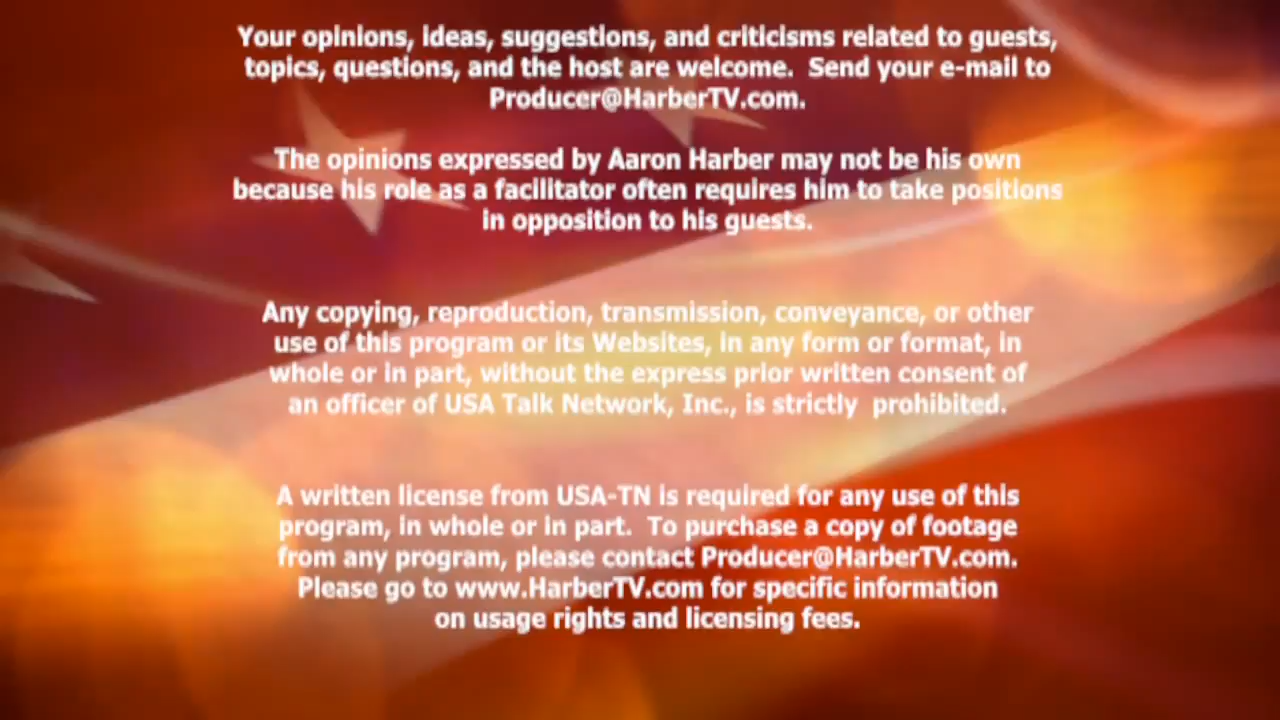 Your opinions, ideas, suggestions, and criticisms related to guests,
topics, questions, and the host are welcome.  Send your e-mail to
Producer@HarberTV.com.
The opinions expressed by Aaron Harber may not be his own
because his role as a facilitator often requires him to take positions
in opposition to his guests.
Any copying, reproduction, transmission, conveyance, or other
use of this program or its Websites, in any form or format, in
whole or in part, without the express prior written consent of
an officer of USA Talk Network, Inc., is strictly  prohibited.
A written license from USA-TN is required for any use of this
program, in whole or in part.  To purchase a copy of footage
from any program, please contact Producer@HarberTV.com.
Please go to www.HarberTV.com for specific information
on usage rights and licensing fees.